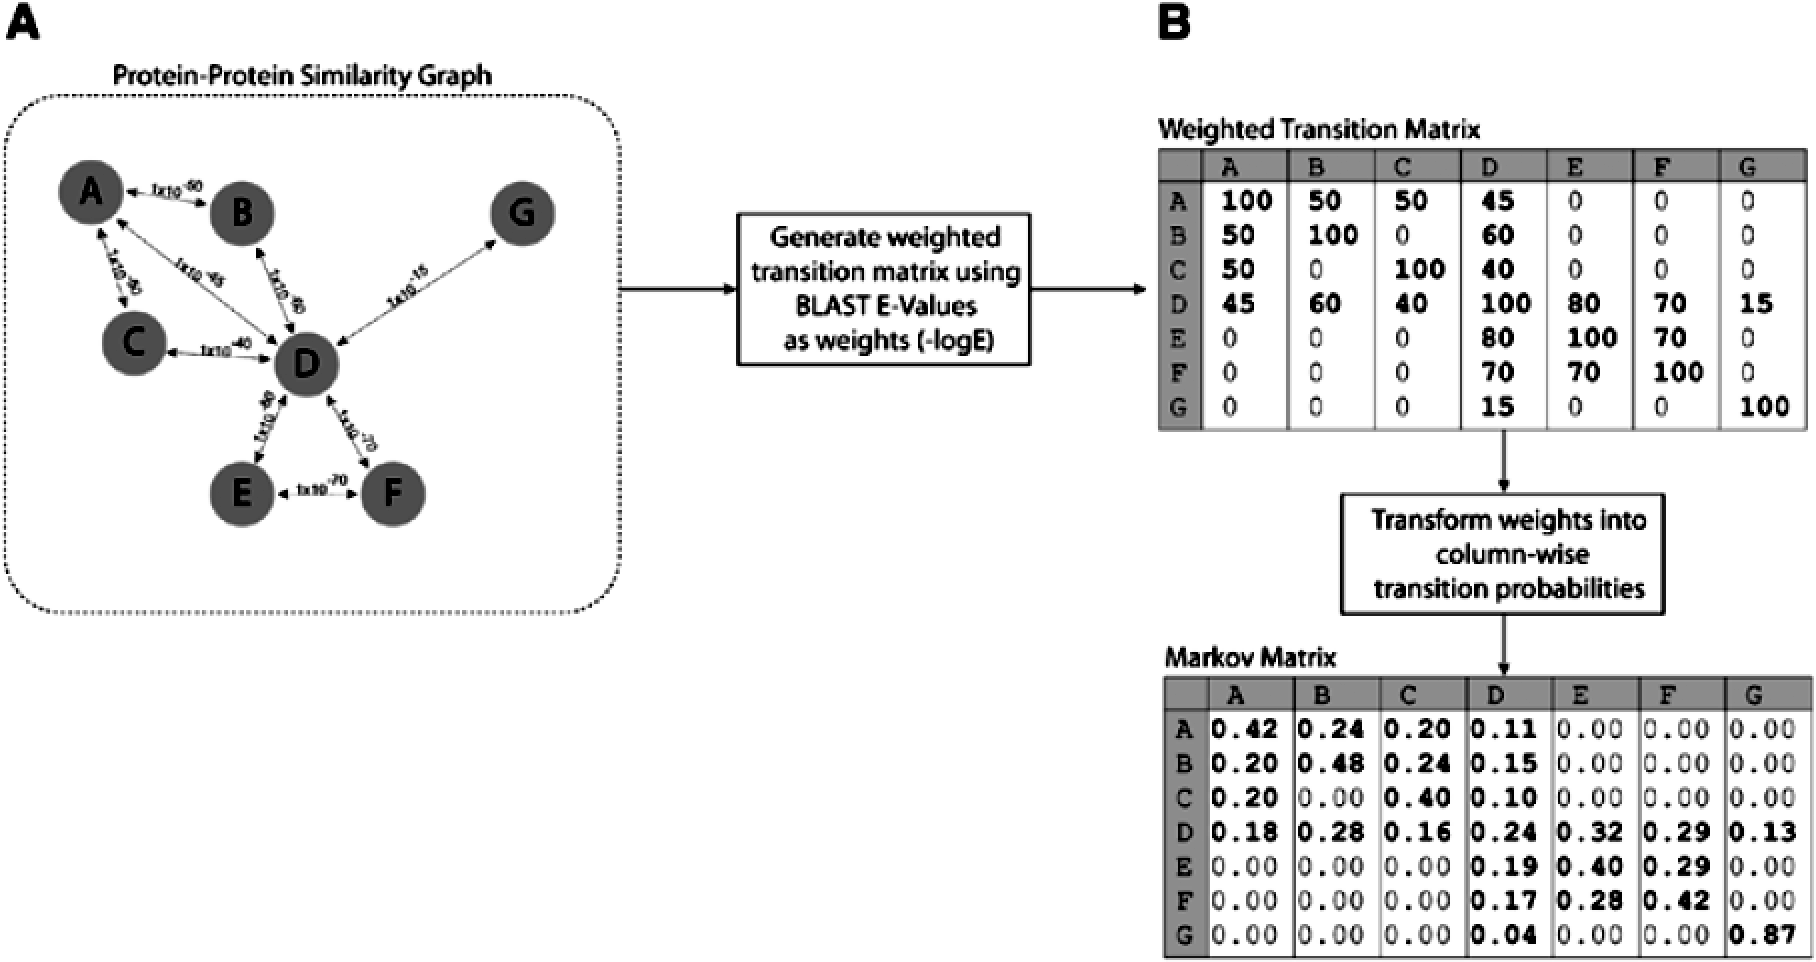 A
Protein-Protein Similarity Graph
A
1x10
B
G
1x10
1x10-45
1x10
1x10-15
C
1x10-40
D
1x10
1x10-70
E
1x10-70
F
Generate weighted
transition matrix using
BLAST E-Values
as weights (-logE)
B
Weighted Transition Matrix
A B C D E F G
A 100 50 50 45 0 0 0
B 50 100 0 60 0 0 0
C 50 0 100 40 0 0 0
D 45 60 40 100 80 70 15
E 0 0 0 80 100 70 0
F 0 0 0 70 70 100 0
G 0 0 0 15 0 0 100
Transform weights into
column-wise
transition probabilities
Markov Matrix
A B C D E F G
A 0.42 0.24 0.20 0.11 0.00 0.00 0.00
B 0.20 0.48 0.24 0.15 0.00 0.00 0.00
C 0.20 0.00 0.40 0.10 0.00 0.00 0.00
D 0.18 0.28 0.16 0.24 0.32 0.29 0.13
E 0.00 0.00 0.00 0.19 0.40 0.29 0.00
F 0.00 0.00 0.00 0.17 0.28 0.42 0.00
G 0.00 0.00 0.00 0.04 0.00 0.00 0.87